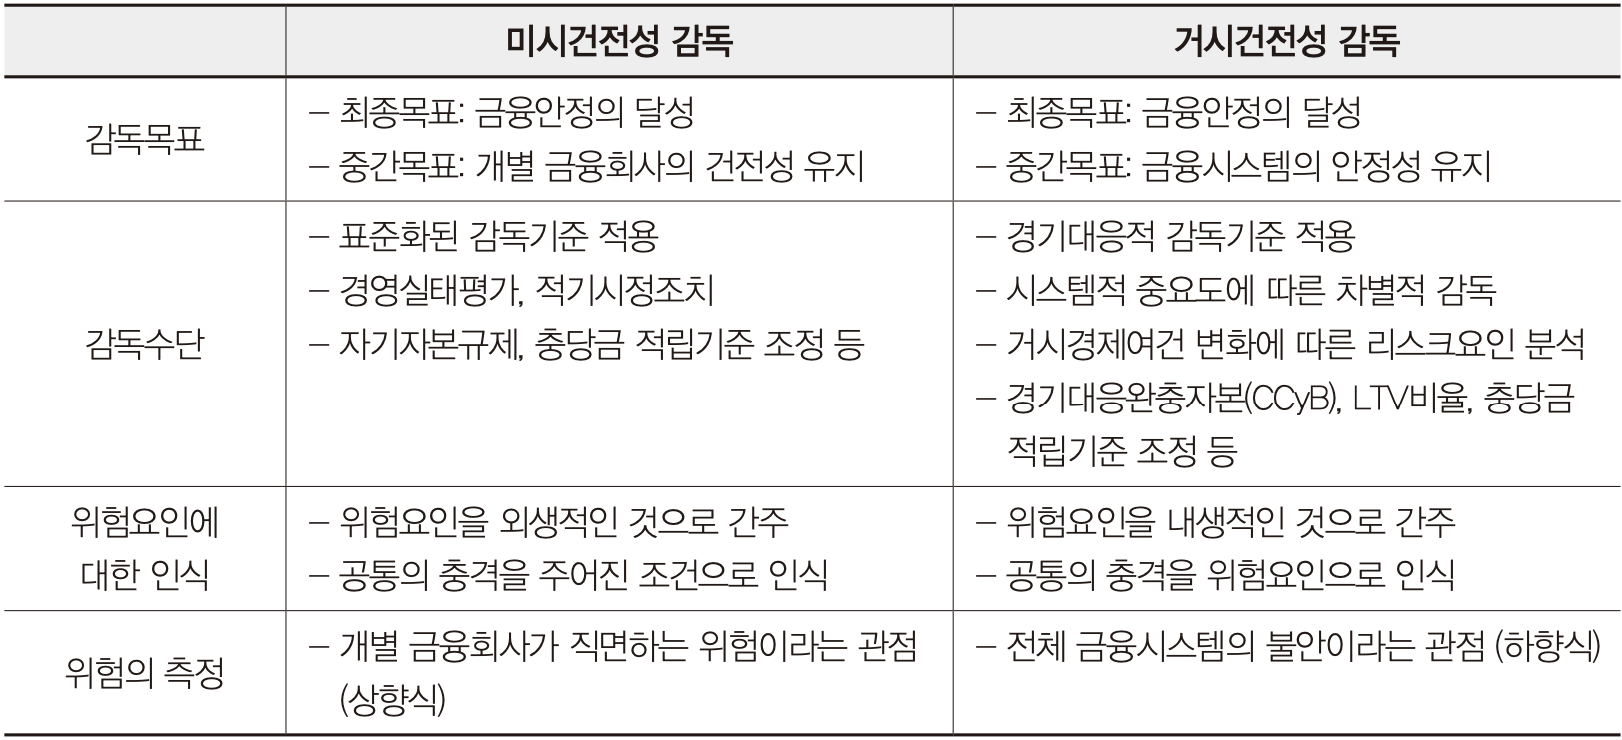 미시건전성 감독
거시건전성 감독
감독목표
– 최종목표: 금융안정의 달성
– 중간목표: 개별 금융회사의 건전성 유지
– 최종목표: 금융안정의 달성
– 중간목표: 금융시스템의 안정성 유지
감독수단
– 표준화된 감독기준 적용
– 경영실태평가, 적기시정조치
– 자기자본규제, 충당금 적립기준 조정 등
– 경기대응적 감독기준 적용
– 시스템적 중요도에 따른 차별적 감독
– 거시경제여건 변화에 따른 리스크요인 분석
– 경기대응완충자본(CCyB), LTV비율, 충당금
적립기준 조정 등
위험요인에
대한 인식
– 위험요인을 외생적인 것으로 간주
– 공통의 충격을 주어진 조건으로 인식
– 위험요인을 내생적인 것으로 간주
– 공통의 충격을 위험요인으로 인식
위험의 측정
– 개별 금융회사가 직면하는 위험이라는 관점
(상향식)
– 전체 금융시스템의 불안이라는 관점 (하향식)